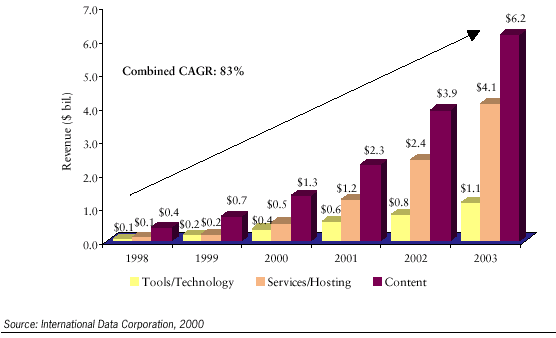 7.0
6.0
5.0
4.0
3.0
2.0
1.0
0.0
Revenue ($ bil.)
Combined CAGR: 83%
$0.1 $0.1 $0.4
$0.2 $0.2 $0.7
$0.4 $0.5 $1.3
$0.6 $1.2 $2.3
$0.8 $2.4 $3.9
$1.1 $4.1 $6.2
1998 1999 2000 2001 2002 2003
Tools/Technology Services/Hosting Content
Source: International Data Corporation, 2000